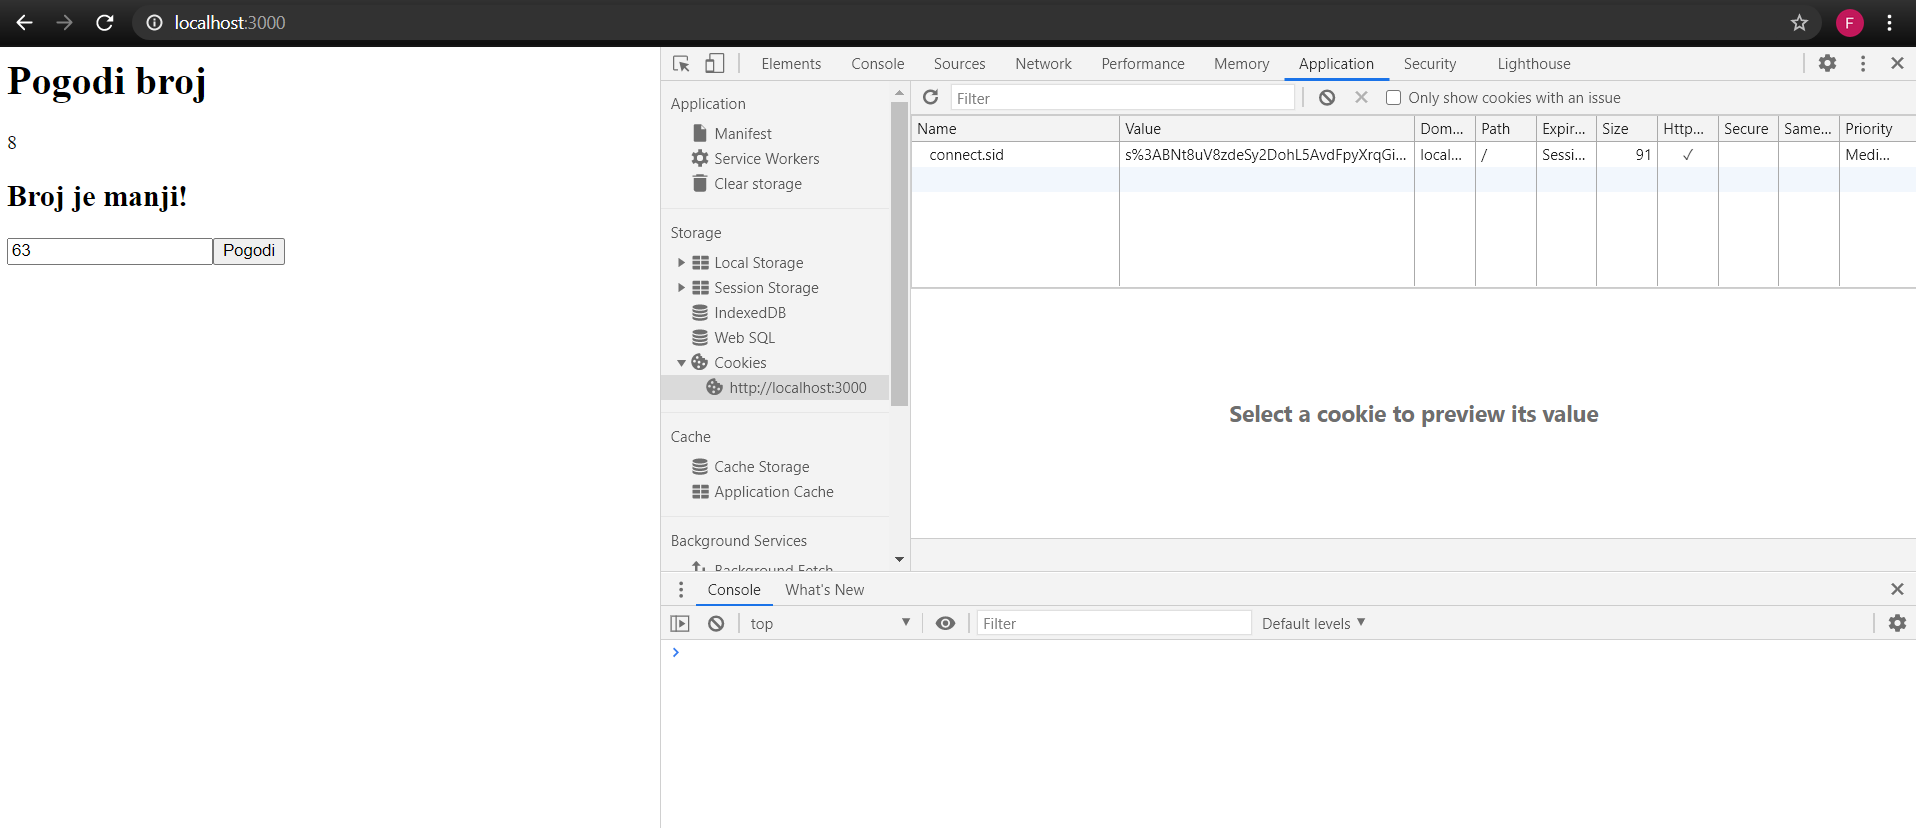 localhost:3000
F
Pogodi broj
8
Broj je manji!
63 Pogodi
Elements Console Sources Network Performance Memory Application Security Lighthouse
Application
Manifest
Service Workers
Clear storage
Storage
Local Storage
Session Storage
IndexedDB
Web SQL
Cookies
http://localhost:3000
Cache
Cache Storage
Application Cache
Background Services
Background Fetch
Filter Only show cookies with an issue
Name Value Dom... Path Expir... Size Http... Secure Same... Priority
connect.sid s%3ABNt8uV8zdeSy2DohL5AvdFpyXrqGi... local... / Sessi... 91 ✓ Medi...
Select a cookie to preview its value
Console What's New
top Filter Default levels